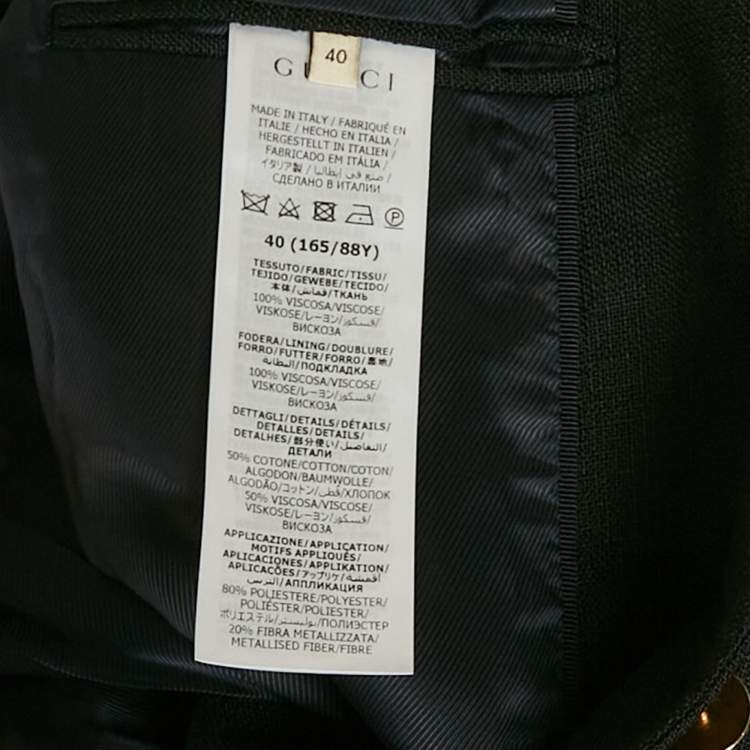 40
GUCCI
MADE IN ITALY / FABRIQUÉ EN
ITALIE / HECHO EN ITALIA /
HERGESTELLT IN ITALIEN /
FABRICADO EM ITÁLIA /
イタリア製 / صنع في إيطاليا /
СДЕЛАНО В ИТАЛИИ
P
40 (165/88Y)
TESSUTO/FABRIC/TISSU/
TEJIDO/GEWEBE/TECIDO/
本体/قماش/ТКАНЬ
100% VISCOSA/VISCOSE/
VISKOSE/レーヨン/فسكوز/
ВИСКОЗА
FODERA/LINING/DOUBLURE/
FORRO/FUTTER/FORRO/裏地/
البطانة/ПОДКЛАДКА
100% VISCOSA/VISCOSE/
VISKOSE/レーヨン/فسكوز/
ВИСКОЗА
DETTAGLI/DETAILS/DÉTAILS/
DETALLES/DETAILS/
DETALHES/部分使い/التفاصيل/
ДЕТАЛИ
50% COTONE/COTTON/COTON/
ALGODON/BAUMWOLLE/
ALGODÃO/コットン/قطن/ХЛОПОК
50% VISCOSA/VISCOSE/
VISKOSE/レーヨン/فسكوز/
ВИСКОЗА
APPLICAZIONE/APPLICATION/
MOTIFS APPLIQUÉS/
APLICACIONES/APPLIKATION/
APLICACÕES/アップリケ/أقمشة
التزيين/АППЛИКАЦИЯ
80% POLIESTERE/POLYESTER/
POLIÉSTER/POLIESTER/
ポリエステル/بوليستر/ПОЛИЭСТЕР
20% FIBRA METALLIZZATA/
METALLISED FIBER/FIBRE